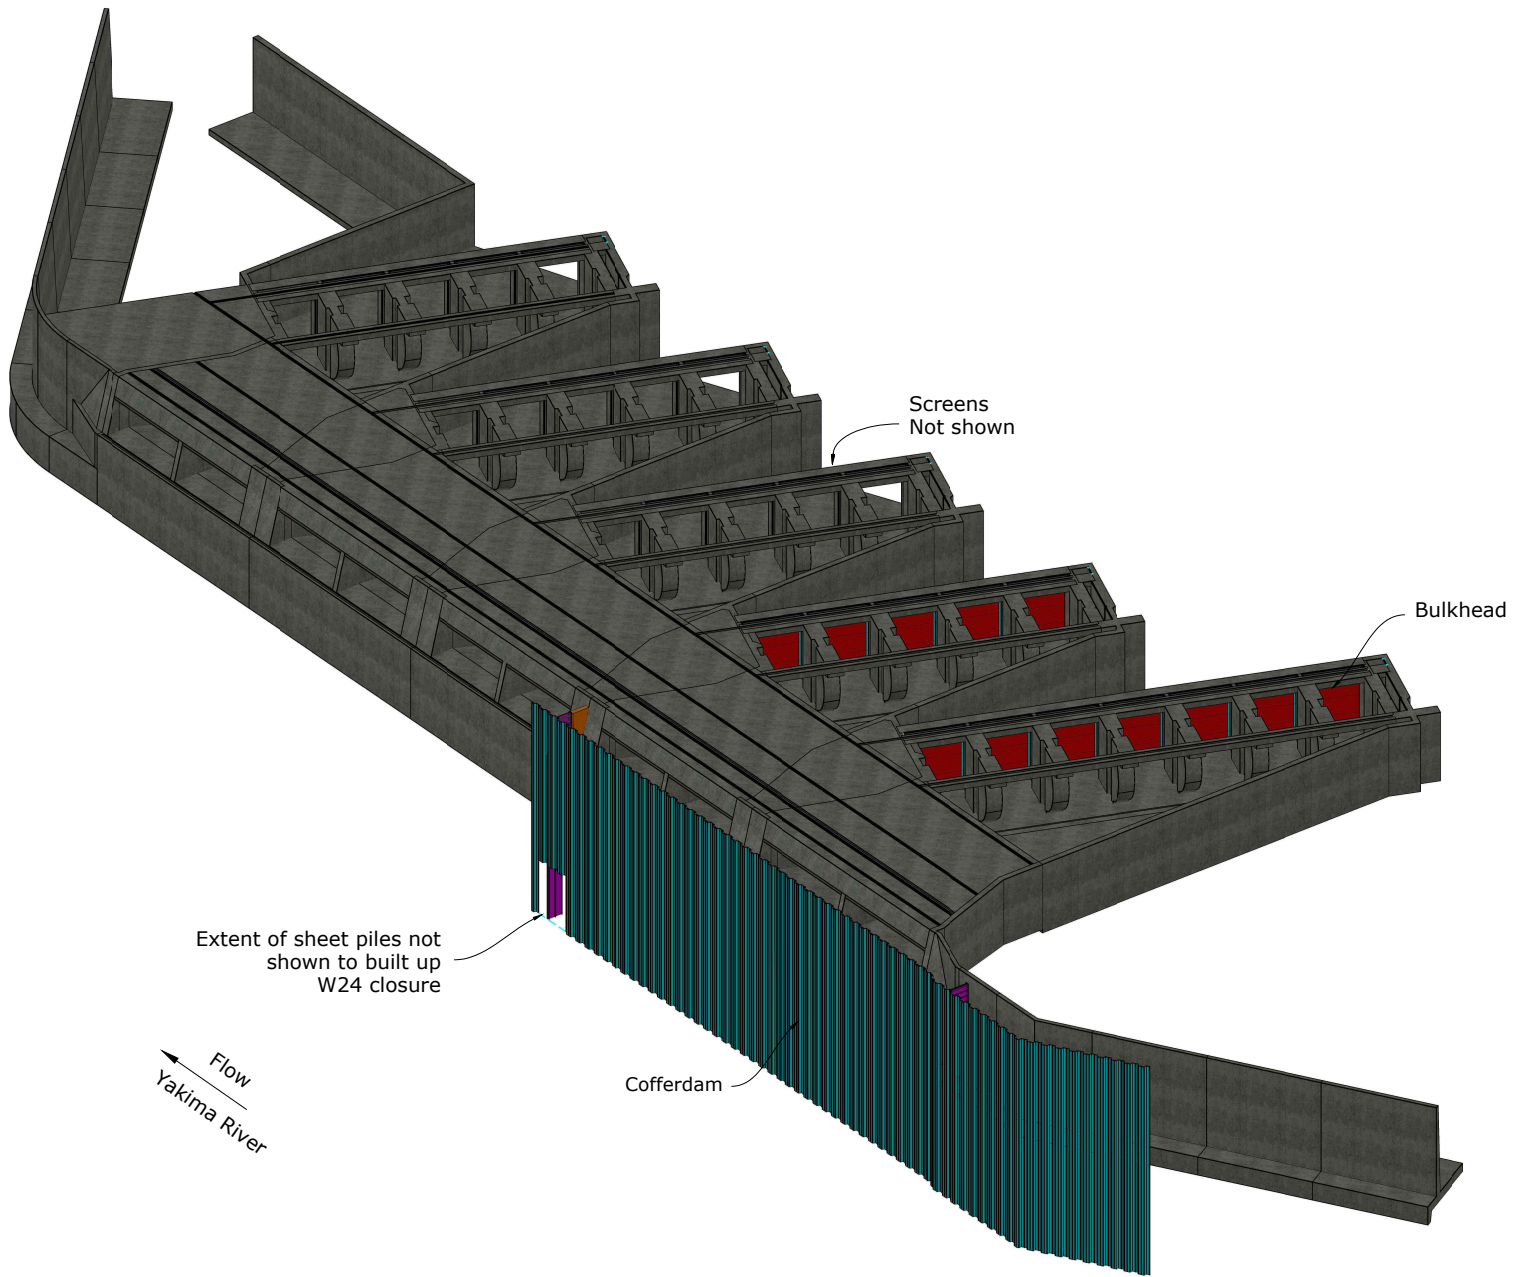 Screens
Not shown
Bulkhead
Extent of sheet piles not
shown to built up
W24 closure
Flow
Yakima River
Cofferdam